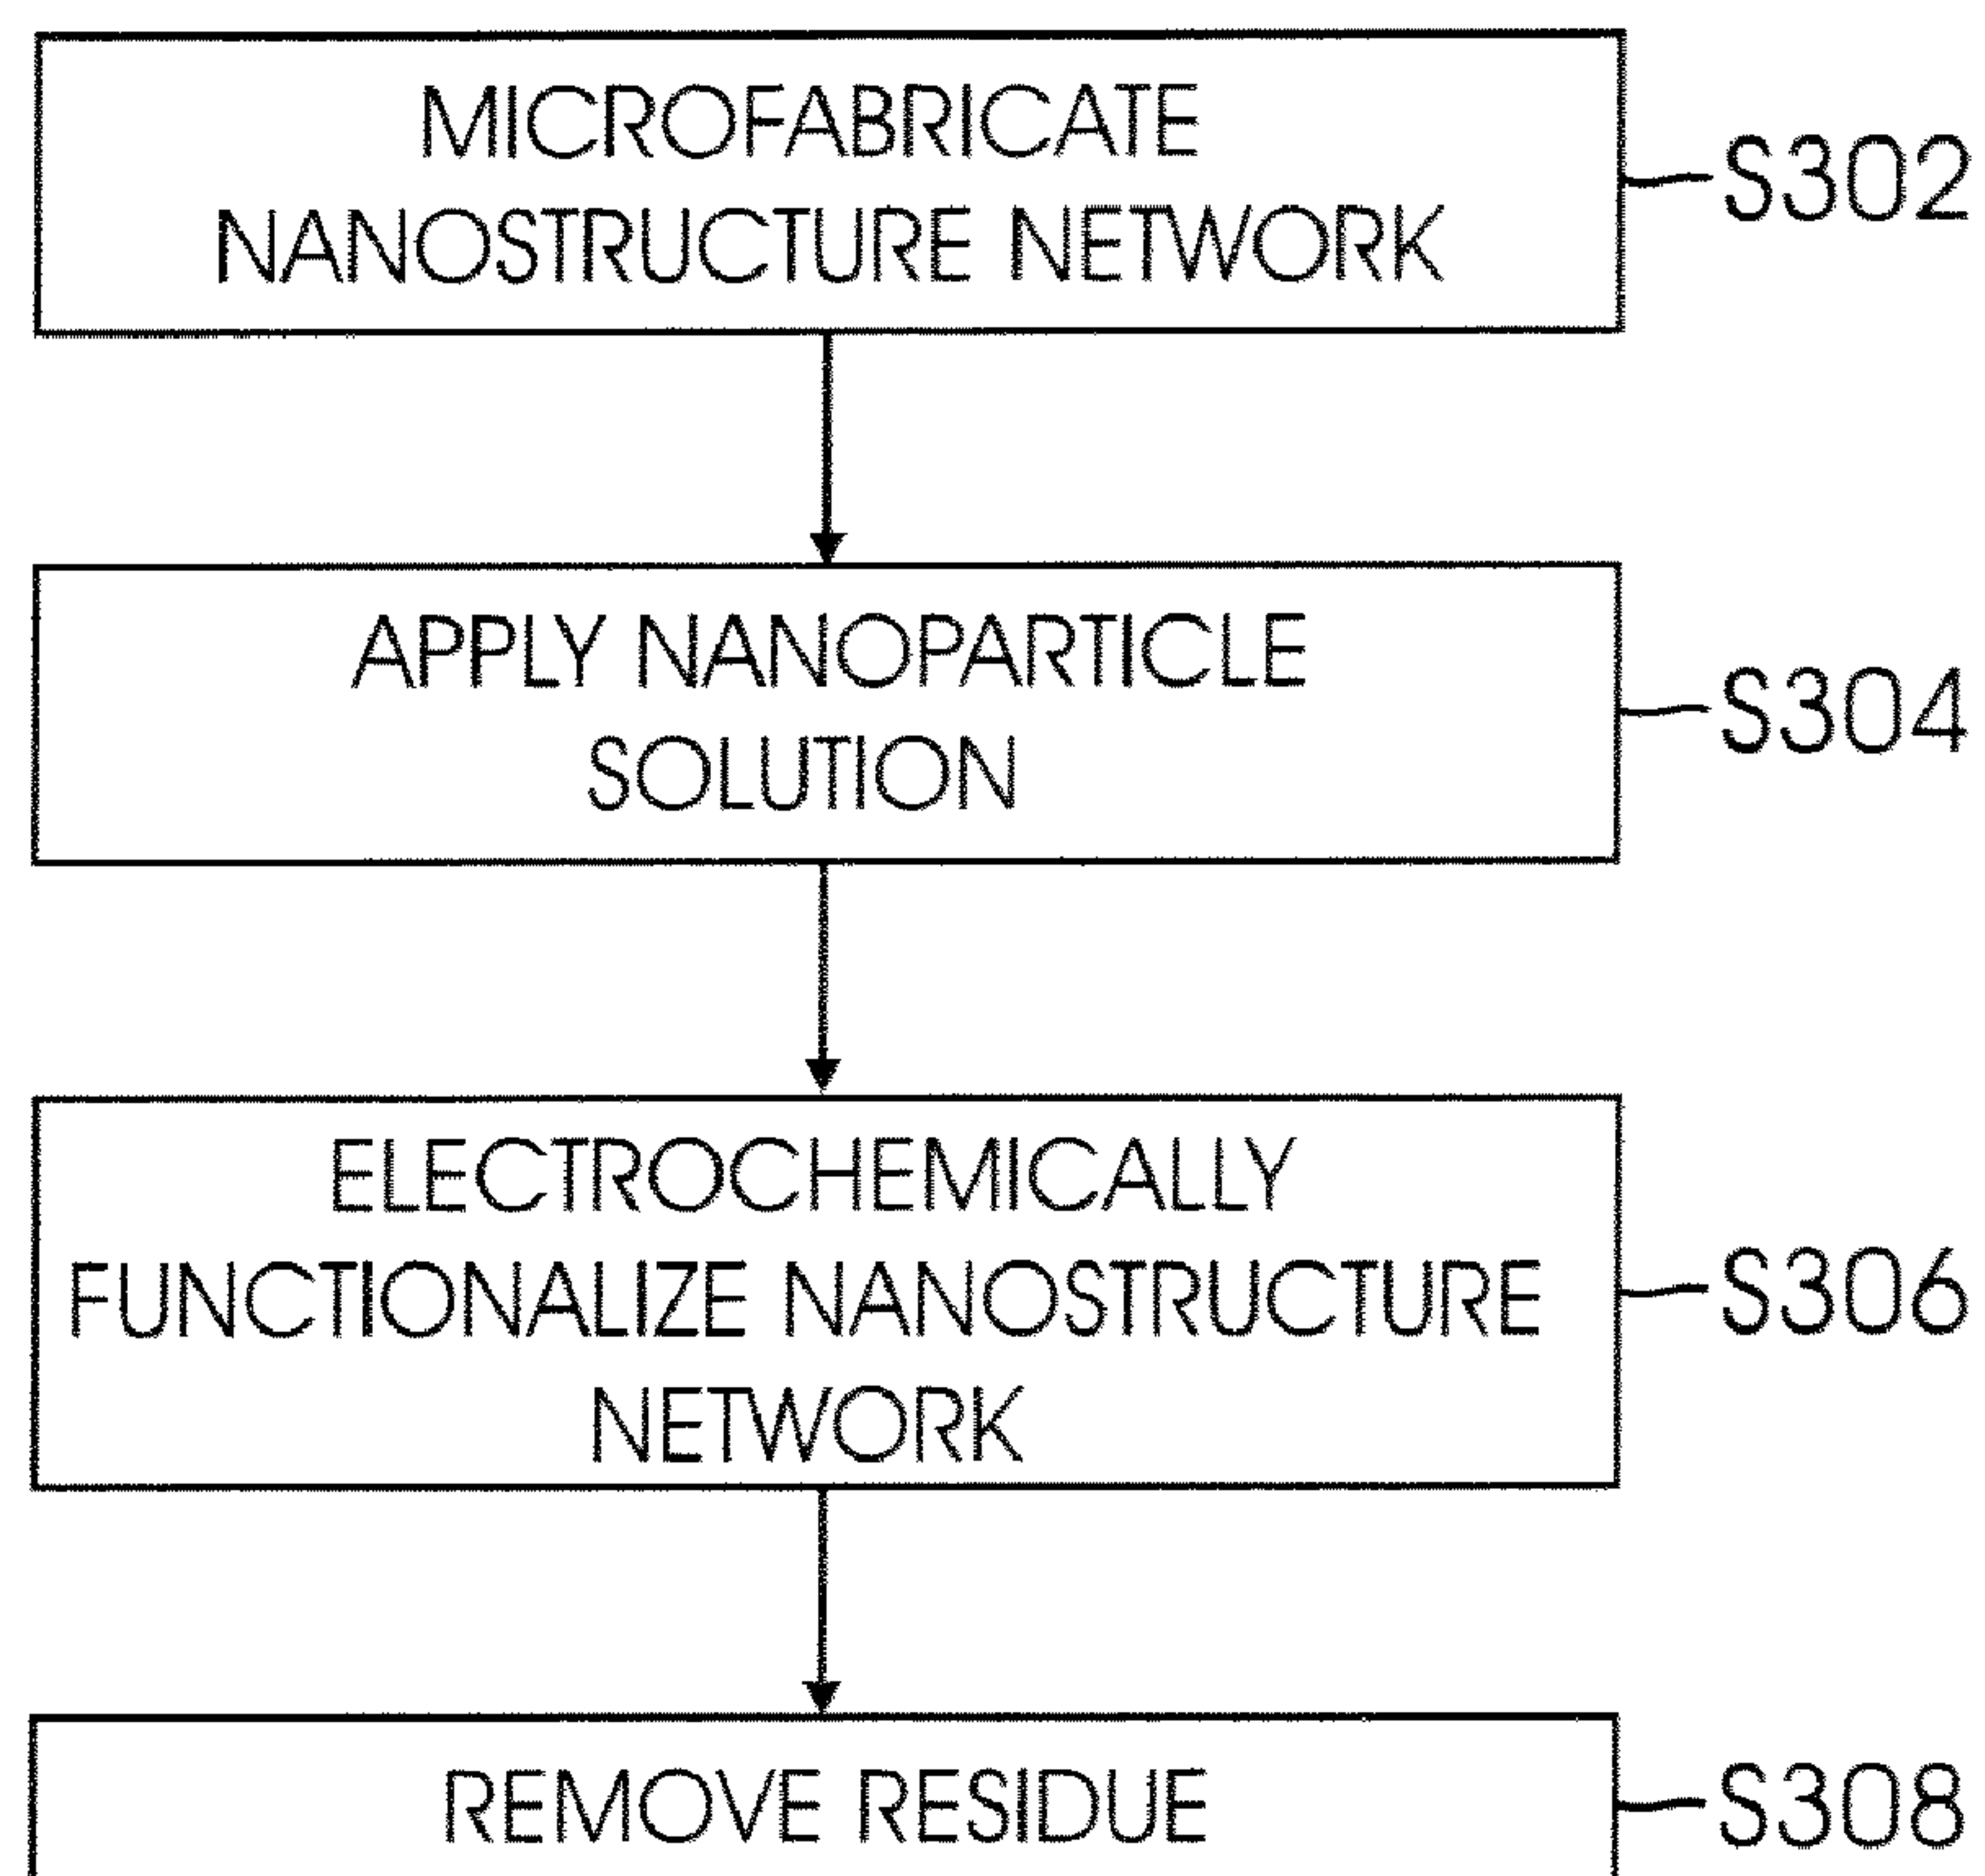 MICROFABRICATE
NANOSTRUCTURE NETWORK
S302
APPLY NANOPARTICLE
SOLUTION
S304
ELECTROCHEMICALLY
FUNCTIONALIZE NANOSTRUCTURE
NETWORK
S306
REMOVE RESIDUE
S308